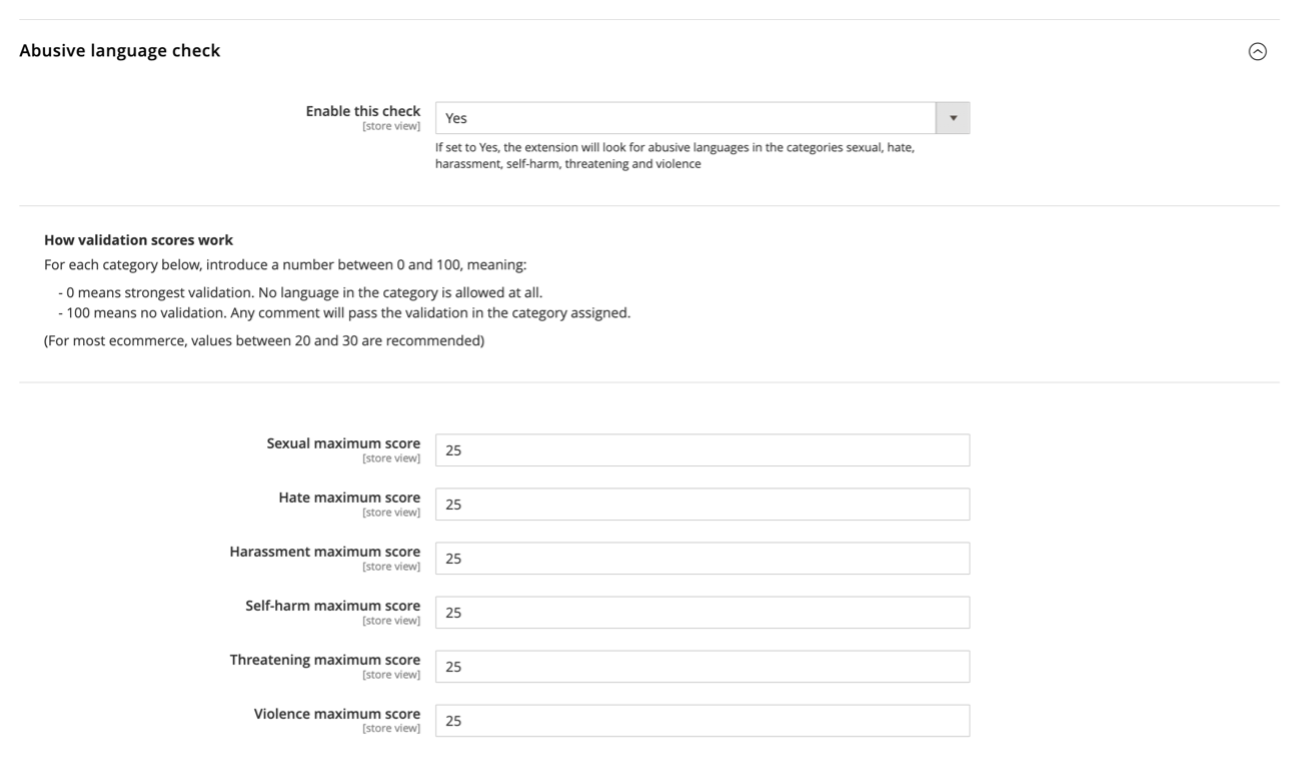 Abusive language check
Enable this check
[store view]
Yes
If set to Yes, the extension will look for abusive languages in the categories sexual, hate,
harassment, self-harm, threatening and violence
How validation scores work
For each category below, introduce a number between 0 and 100, meaning:
- 0 means strongest validation. No language in the category is allowed at all.
- 100 means no validation. Any comment will pass the validation in the category assigned.
(For most ecommerce, values between 20 and 30 are recommended)
Sexual maximum score
[store view]
25
Hate maximum score
[store view]
25
Harassment maximum score
[store view]
25
Self-harm maximum score
[store view]
25
Threatening maximum score
[store view]
25
Violence maximum score
[store view]
25